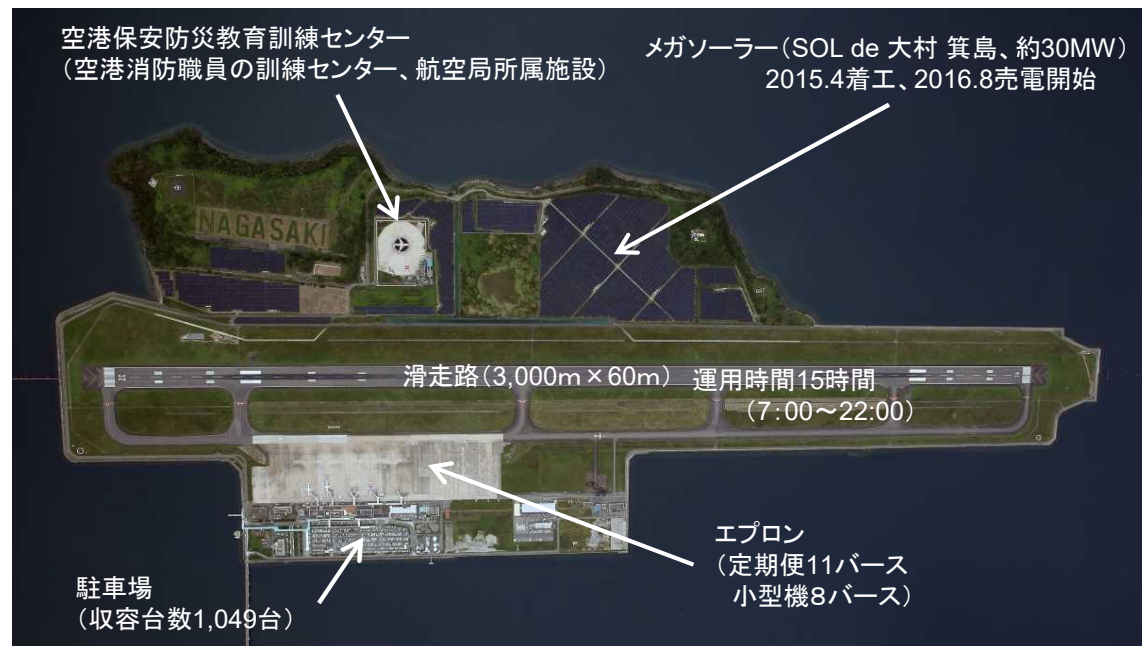 空港保安防災教育訓練センター
（空港消防職員の訓練センター、航空局所属施設）
メガソーラー（SOL de 大村 箕島、約30MW）
2015.4着工、2016.8売電開始
NAGASAKI
滑走路（3,000m×60m）
運用時間15時間
（7：00～22:00）
エプロン
（定期便11バース
小型機８バース）
駐車場
（収容台数1,049台）